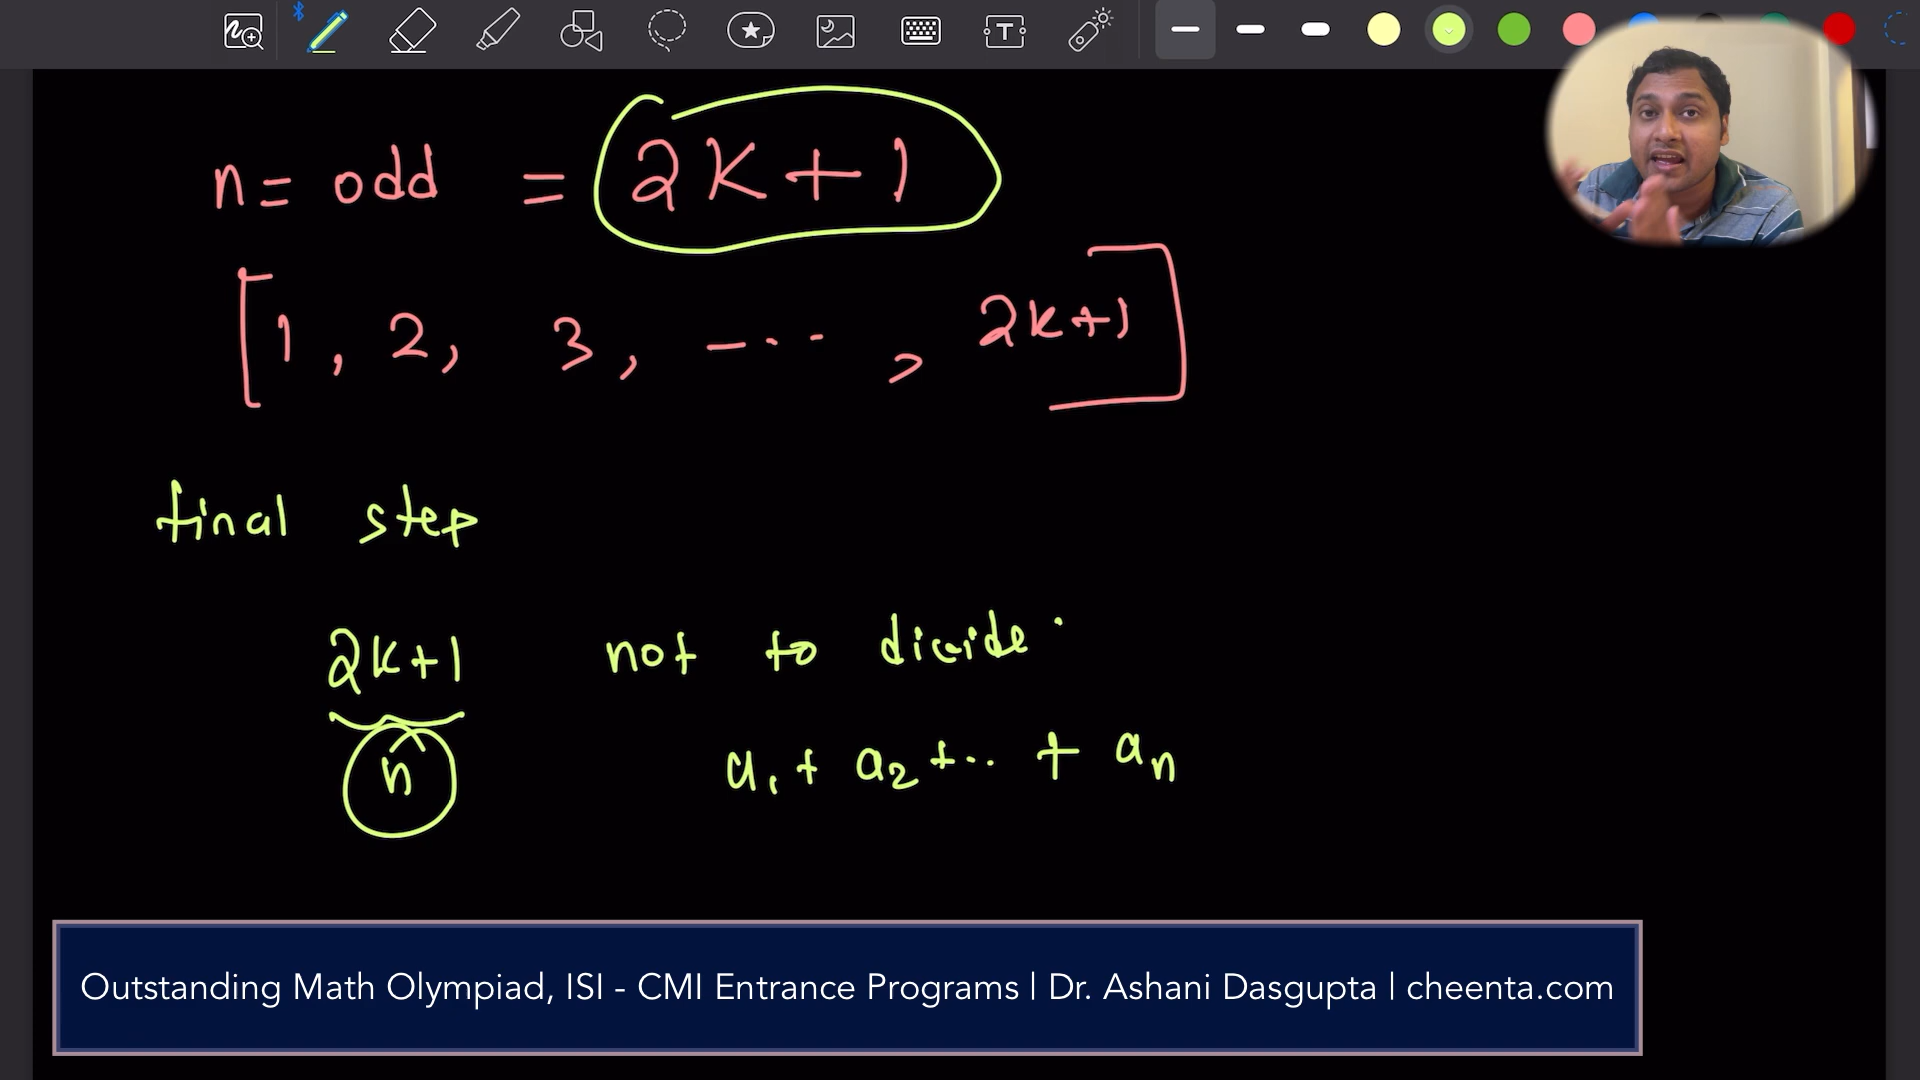 n = odd = 2k+1
[1, 2, 3, - - - , 2k+1]
final step
2k+1 not to divide
n a₁ + a₂ + .. + aₙ
Outstanding Math Olympiad, ISI - CMI Entrance Programs | Dr. Ashani Dasgupta | cheenta.com